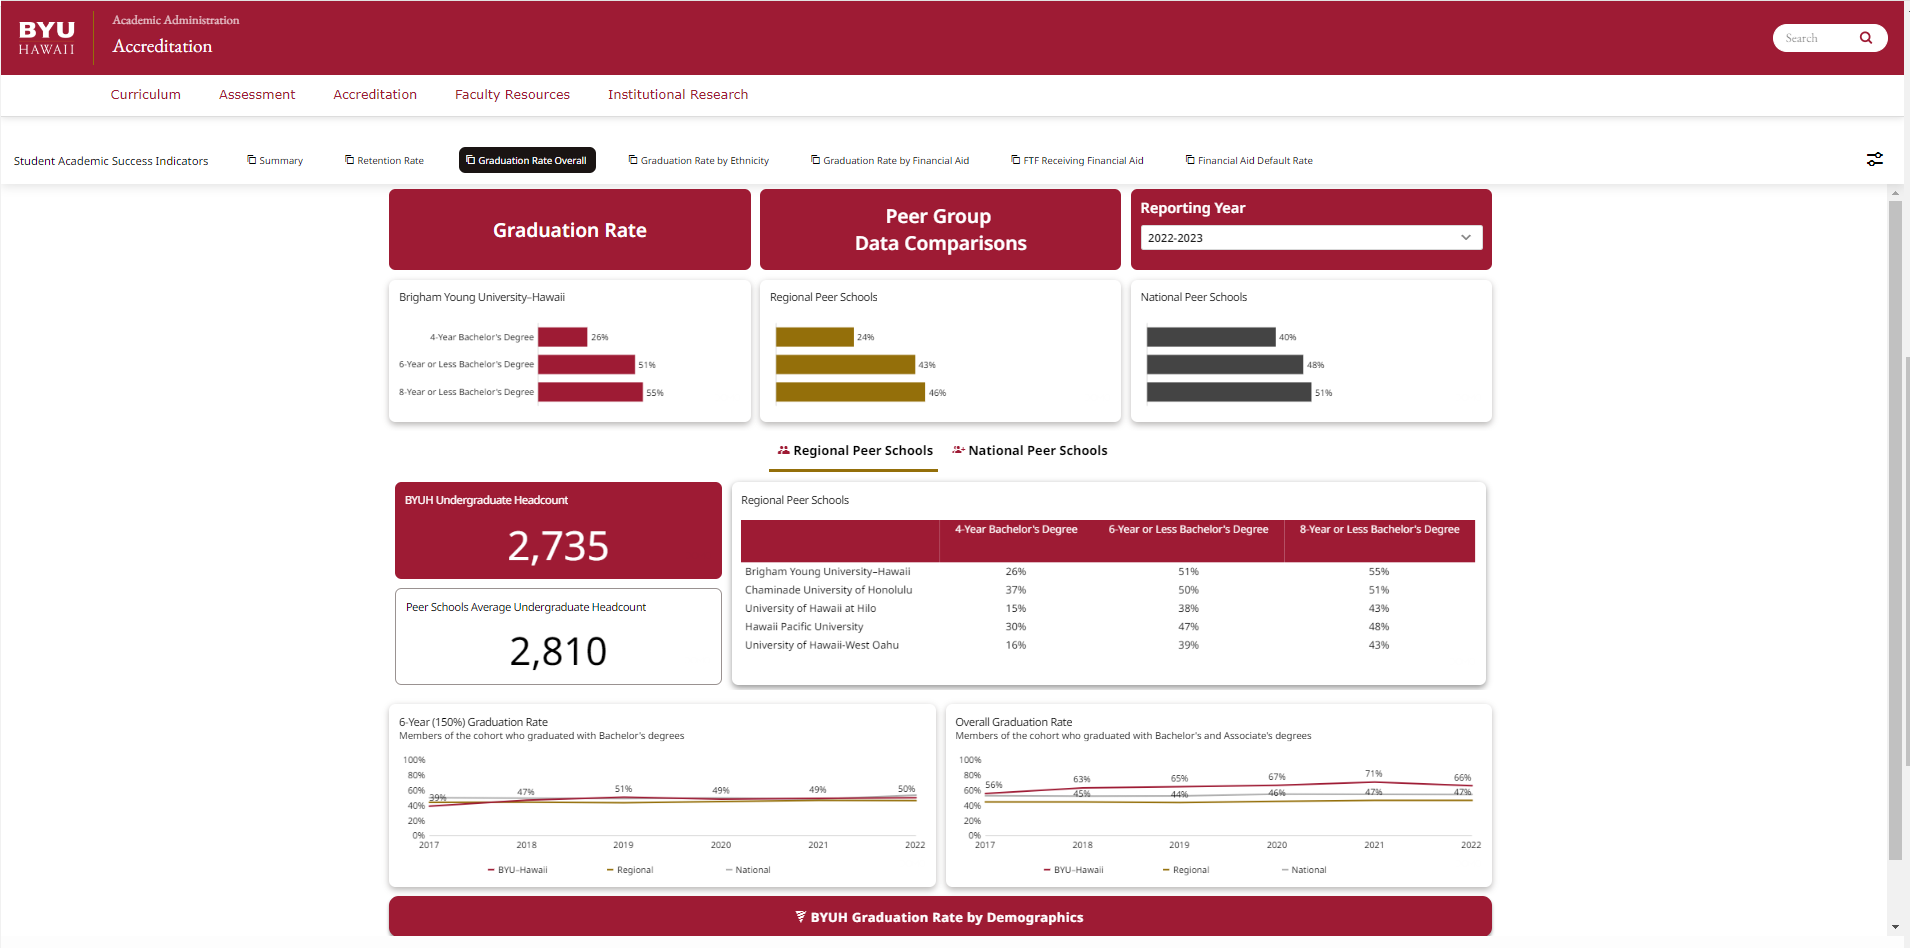 BYU
HAWAII
Academic Administration
Accreditation
Search
Curriculum
Assessment
Accreditation
Faculty Resources
Institutional Research
Student Academic Success Indicators
Summary
Retention Rate
Graduation Rate Overall
Graduation Rate by Ethnicity
Graduation Rate by Financial Aid
FTF Receiving Financial Aid
Financial Aid Default Rate
Graduation Rate
Peer Group
Data Comparisons
Reporting Year
2022-2023
Brigham Young University–Hawaii
4-Year Bachelor's Degree 26%
6-Year or Less Bachelor's Degree 51%
8-Year or Less Bachelor's Degree 55%
Regional Peer Schools
24%
43%
46%
National Peer Schools
40%
48%
51%
Regional Peer Schools
National Peer Schools
BYUH Undergraduate Headcount
2,735
Peer Schools Average Undergraduate Headcount
2,810
Regional Peer Schools
4-Year Bachelor's Degree 6-Year or Less Bachelor's Degree 8-Year or Less Bachelor's Degree
Brigham Young University–Hawaii 26% 51% 55%
Chaminade University of Honolulu 37% 50% 51%
University of Hawaii at Hilo 15% 38% 43%
Hawaii Pacific University 30% 47% 48%
University of Hawaii-West Oahu 16% 39% 43%
6-Year (150%) Graduation Rate
Members of the cohort who graduated with Bachelor's degrees
100%
80%
60%
40%
20%
0%
39% 47% 51% 49% 49% 50%
2017 2018 2019 2020 2021 2022
BYU–Hawaii Regional National
Overall Graduation Rate
Members of the cohort who graduated with Bachelor's and Associate's degrees
100%
80%
60%
40%
20%
0%
56% 63% 65% 67% 71% 66%
45% 44% 46% 47% 47%
2017 2018 2019 2020 2021 2022
BYU–Hawaii Regional National
BYUH Graduation Rate by Demographics